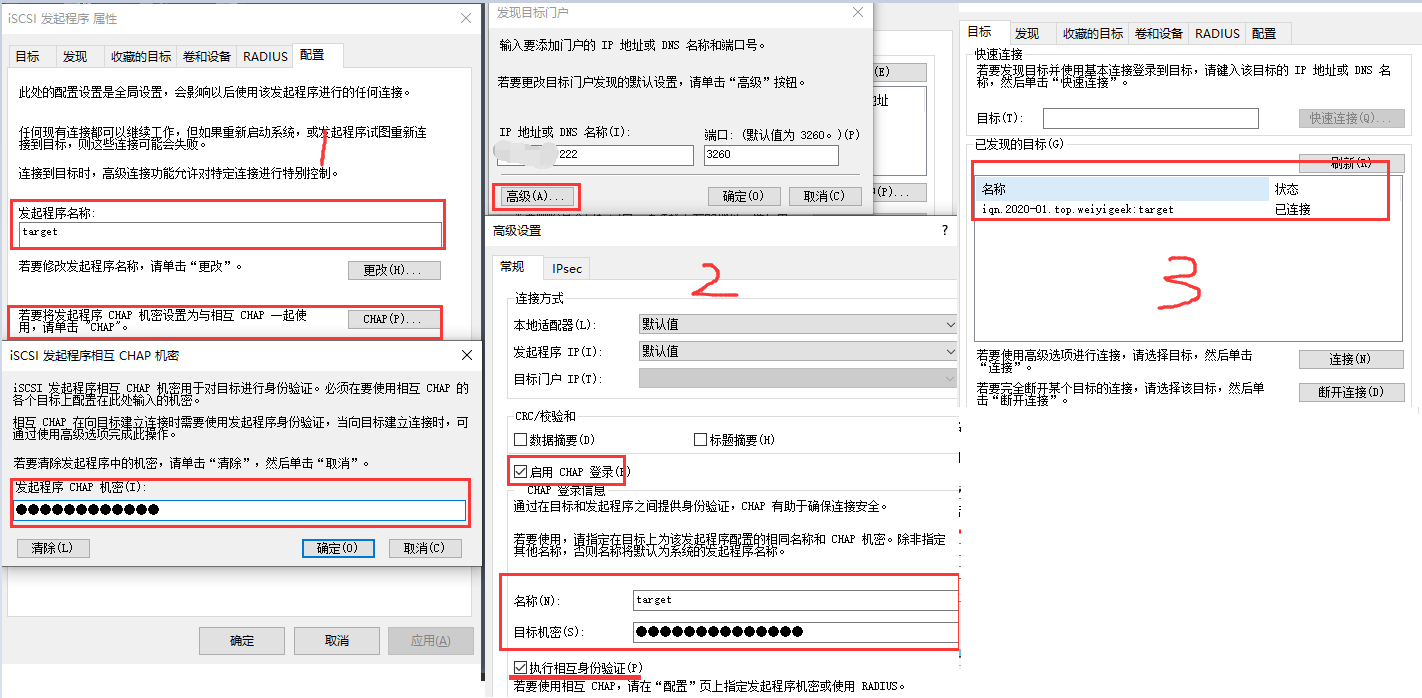 iSCSI 发起程序 属性
目标 发现 收藏的目标 卷和设备 RADIUS 配置
此处的配置设置是全局设置，会影响以后使用该发起程序进行的任何连接。
任何现有连接都可以继续工作，但如果重新启动系统，或发起程序试图重新连
接到目标，则这些连接可能会失败。
连接到目标时，高级连接功能允许对特定连接进行特别控制。
1
发起程序名称:
target
若要修改发起程序名称，请单击“更改”。
更改(H)...
若要将发起程序 CHAP 机密设置为与相互 CHAP 一起使
用，请单击 "CHAP"。
CHAP(P)...
iSCSI 发起程序相互 CHAP 机密
iSCSI 发起程序相互 CHAP 机密用于对目标进行身份验证。必须在要使用相互 CHAP 的
各个目标上配置在此处输入的机密。
相互 CHAP 在向目标建立连接时需要使用发起程序身份验证，当向目标建立连接时，可
通过使用高级选项完成此操作。
若要清除发起程序中的机密，请单击“清除”，然后单击“取消”。
发起程序 CHAP 机密(I):
●●●●●●●●●●●●
清除(L) 确定(O) 取消(C)
确定 取消 应用(A)
发现目标门户
输入要添加门户的 IP 地址或 DNS 名称和端口号。
若要更改目标门户发现的默认设置，请单击“高级”按钮。
IP 地址或 DNS 名称(I): 端口: (默认值为 3260。)(P)
222 3260
高级(A)... 确定(O) 取消(C)
(E)
地址
(P)...
高级设置 ?
常规 IPsec
2
连接方式
本地适配器(L): 默认值
发起程序 IP(I): 默认值
目标门户 IP(T):
CRC/校验和
数据摘要(D) 标题摘要(H)
启用 CHAP 登录(E)
CHAP 登录信息
通过在目标和发起程序之间提供身份验证，CHAP 有助于确保连接安全。
若要使用，请指定在目标上为该发起程序配置的相同名称和 CHAP 机密。除非指定
其他名称，否则名称将默认为系统的发起程序名称。
名称(N): target
目标机密(S): ●●●●●●●●●●●●●●
执行相互身份验证(P)
若要使用相互 CHAP，请在“配置”页上指定发起程序机密或使用 RADIUS。
目标 发现 收藏的目标 卷和设备 RADIUS 配置
快速连接
若要发现目标并使用基本连接登录到目标，请键入该目标的 IP 地址或 DNS 名
称，然后单击“快速连接”。
目标(T): 快速连接(Q)...
已发现的目标(G)
刷新(R)
名称 状态
iqn.2020-01.top.weiyigeek:target 已连接
3
若要使用高级选项进行连接，请选择目标，然后单击
“连接”。
连接(N)
若要完全断开某个目标的连接，请选择该目标，然后单
击“断开连接”。
断开连接(D)